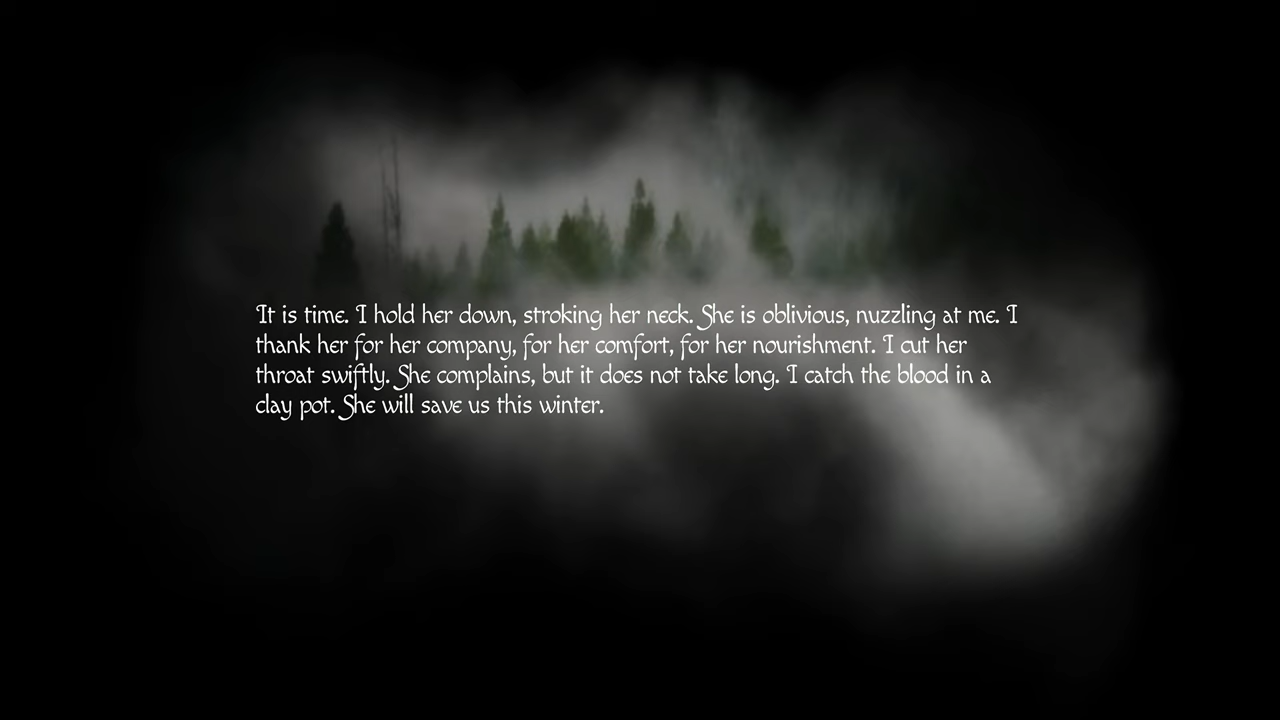 It is time. I hold her down, stroking her neck. She is oblivious, nuzzling at me. I
thank her for her company, for her comfort, for her nourishment. I cut her
throat swiftly. She complains, but it does not take long. I catch the blood in a
clay pot. She will save us this winter.